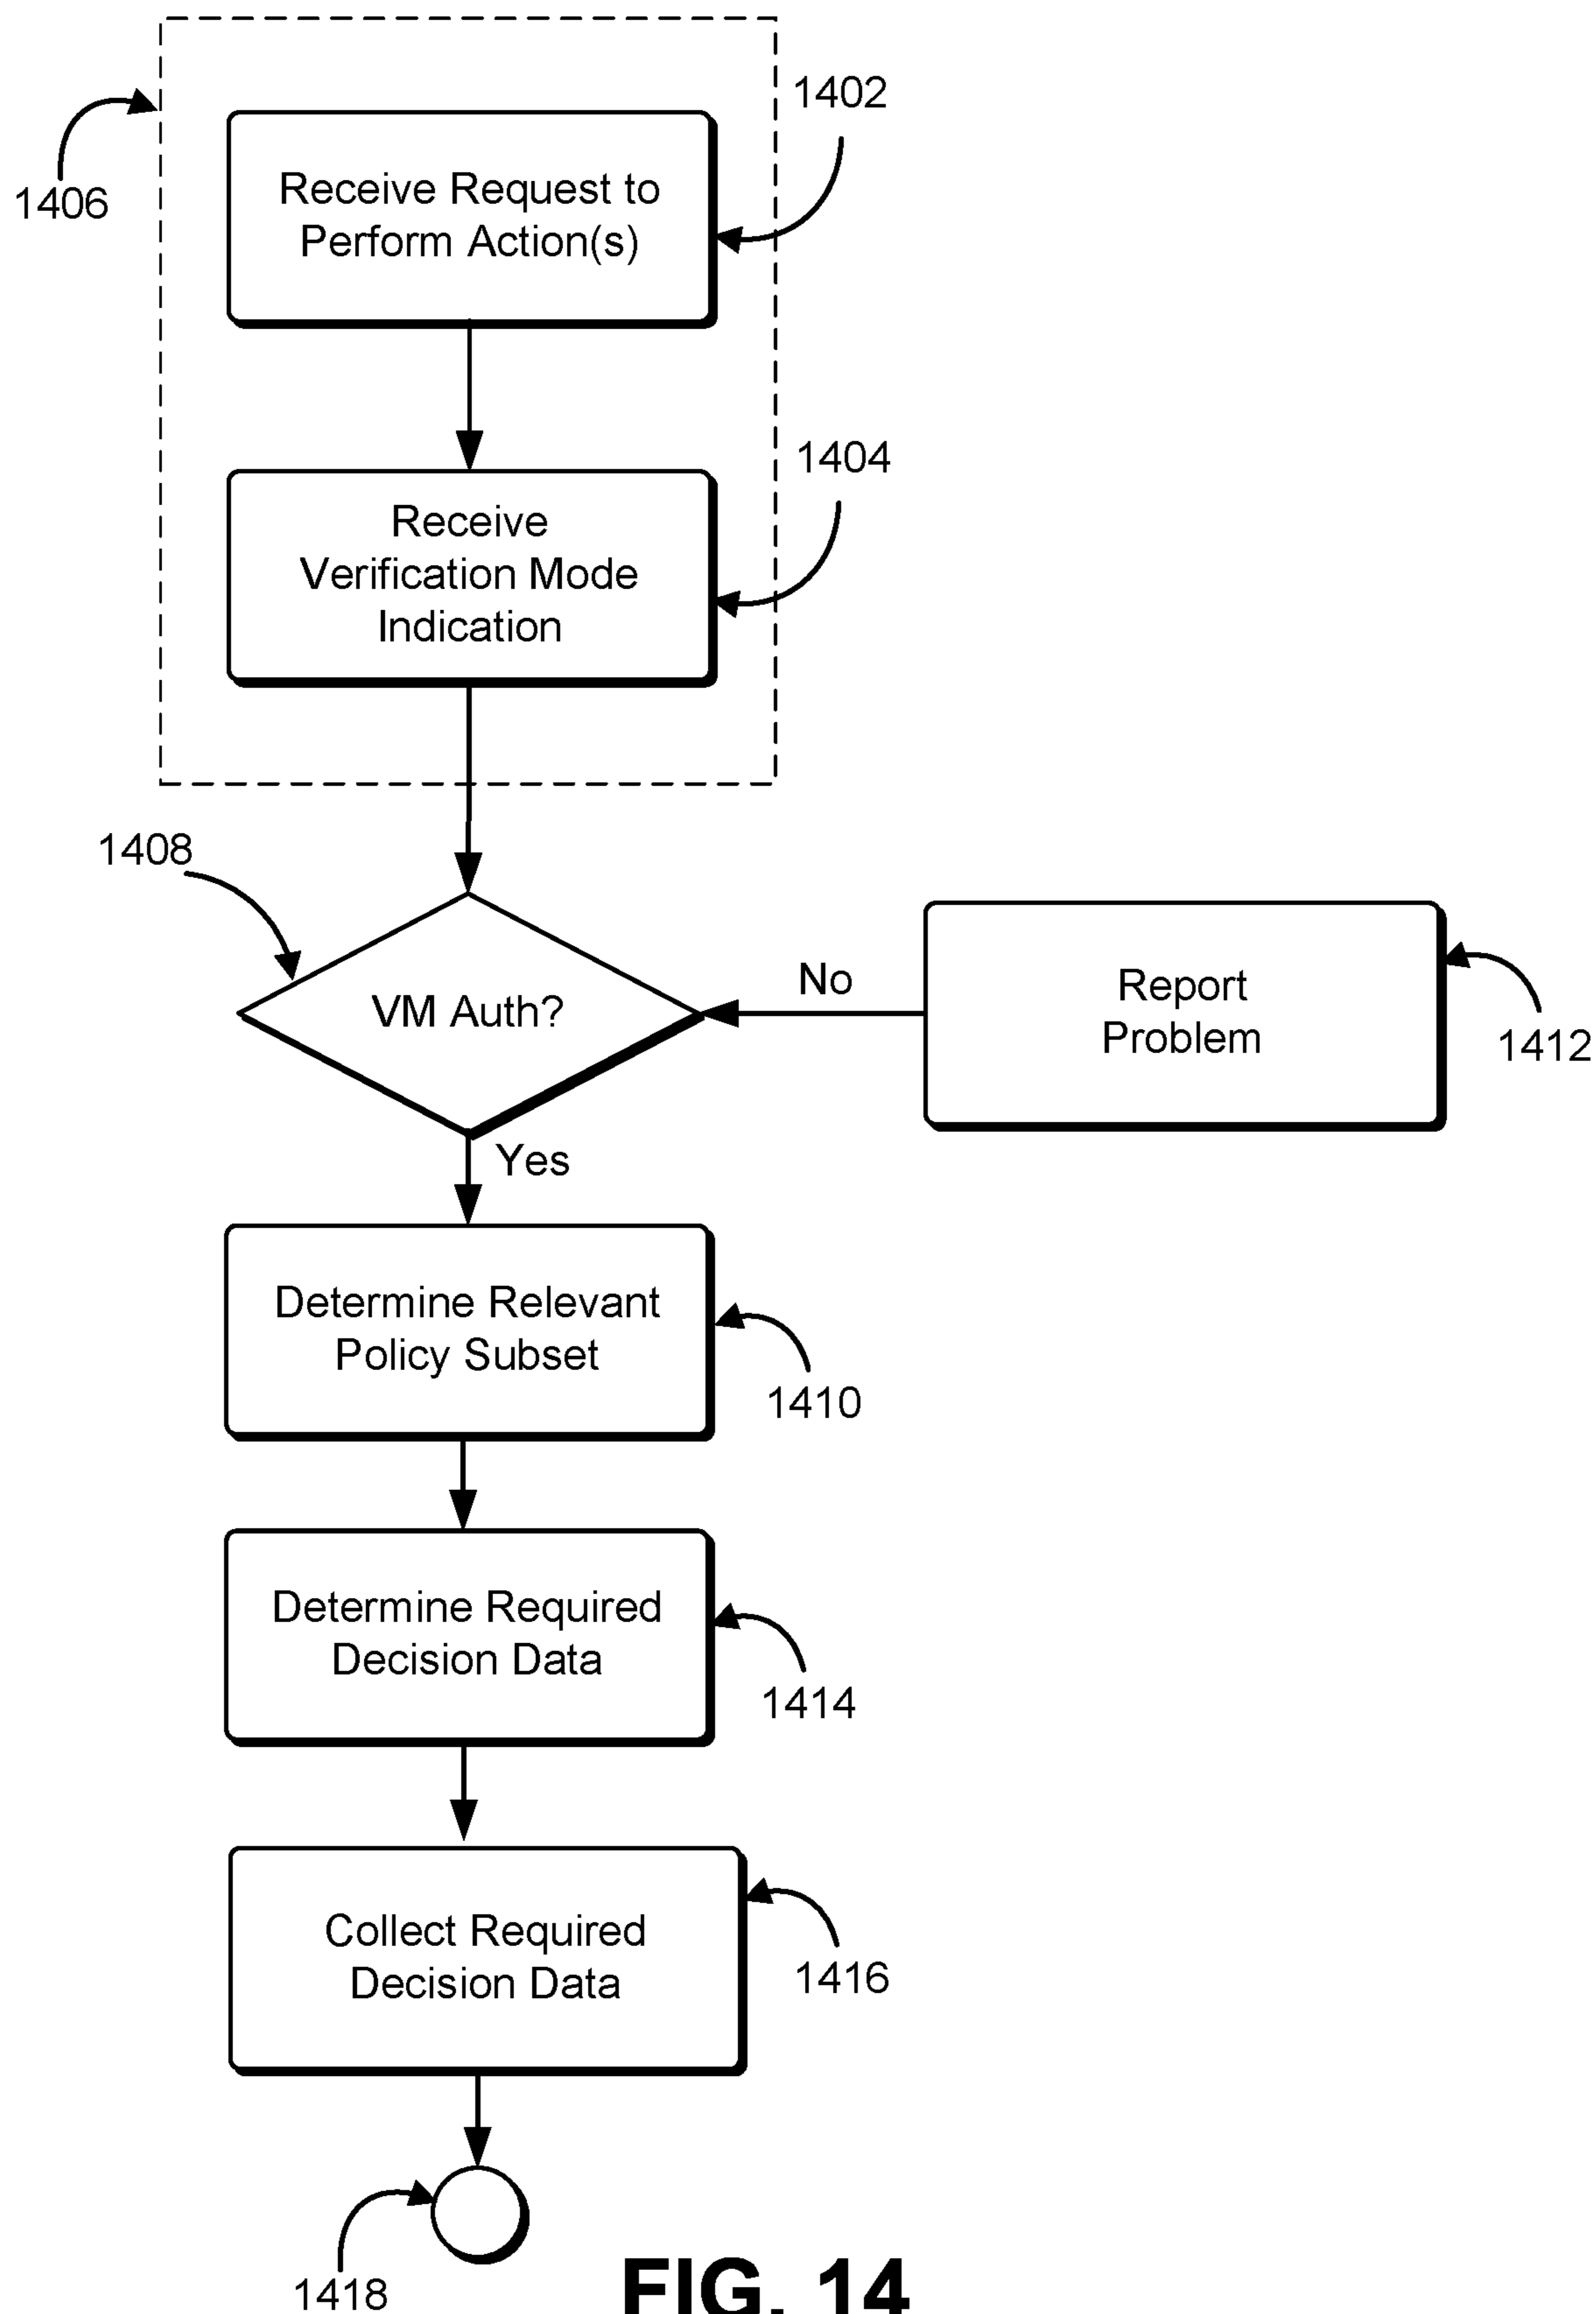 1402
Receive Request to
Perform Action(s)
1406
1404
Receive
Verification Mode
Indication
1408
VM Auth?
No
Report
Problem
1412
Yes
Determine Relevant
Policy Subset
1410
Determine Required
Decision Data
1414
Collect Required
Decision Data
1416
1418
FIG. 14